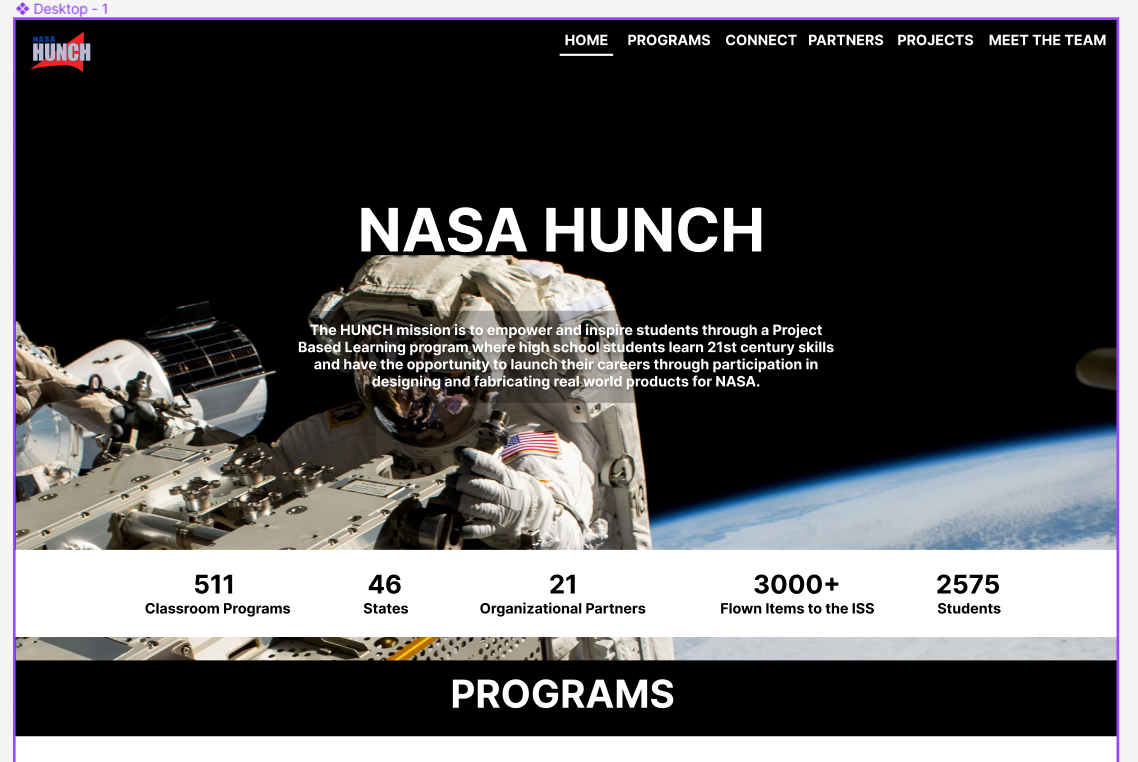 Desktop - 1
NASA
HUNCH
HOME PROGRAMS CONNECT PARTNERS PROJECTS MEET THE TEAM
NASA HUNCH
The HUNCH mission is to empower and inspire students through a Project
Based Learning program where high school students learn 21st century skills
and have the opportunity to launch their careers through participation in
designing and fabricating real world products for NASA.
511
Classroom Programs
46
States
21
Organizational Partners
3000+
Flown Items to the ISS
2575
Students
PROGRAMS